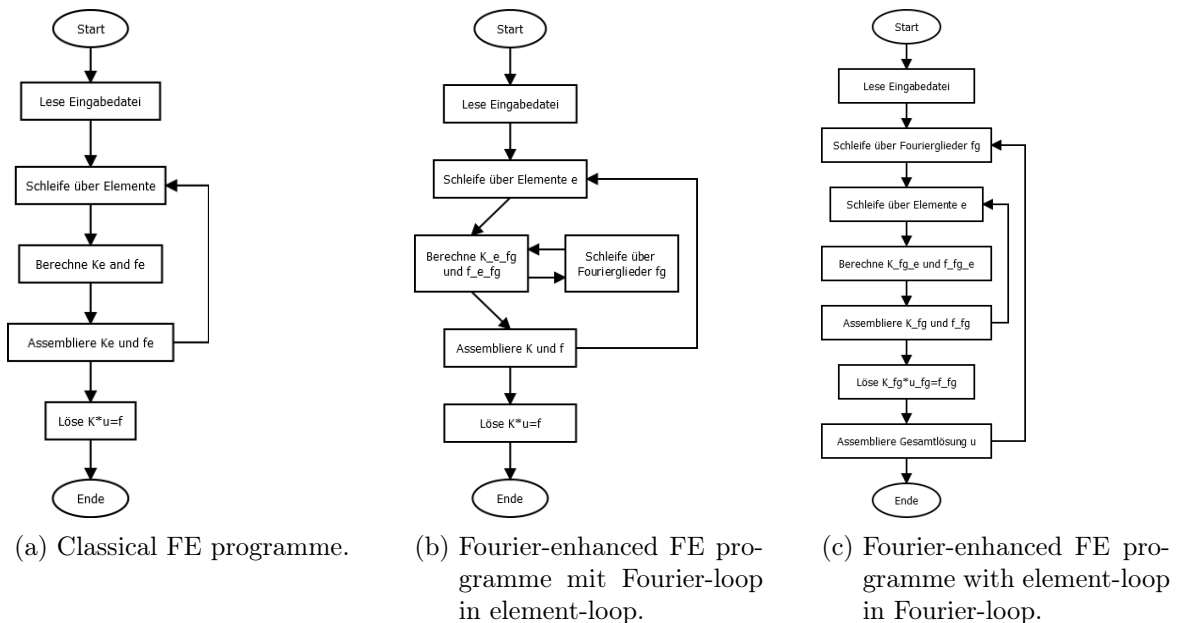 Start
Lese Eingabedatei
Schleife über Elemente
Berechne Ke and fe
Assembliere Ke und fe
Löse K*u=f
Ende
(a) Classical FE programme.
Start
Lese Eingabedatei
Schleife über Elemente e
Berechne K_e_fg
und f_e_fg
Schleife über
Fourierglieder fg
Assembliere K und f
Löse K*u=f
Ende
(b) Fourier-enhanced FE pro-
gramme mit Fourier-loop
in element-loop.
Start
Lese Eingabedatei
Schleife über Fourierglieder fg
Schleife über Elemente e
Berechne K_fg_e und f_fg_e
Assembliere K_fg und f_fg
Löse K_fg*u_fg=f_fg
Assembliere Gesamtlösung u
Ende
(c) Fourier-enhanced FE pro-
gramme with element-loop
in Fourier-loop.